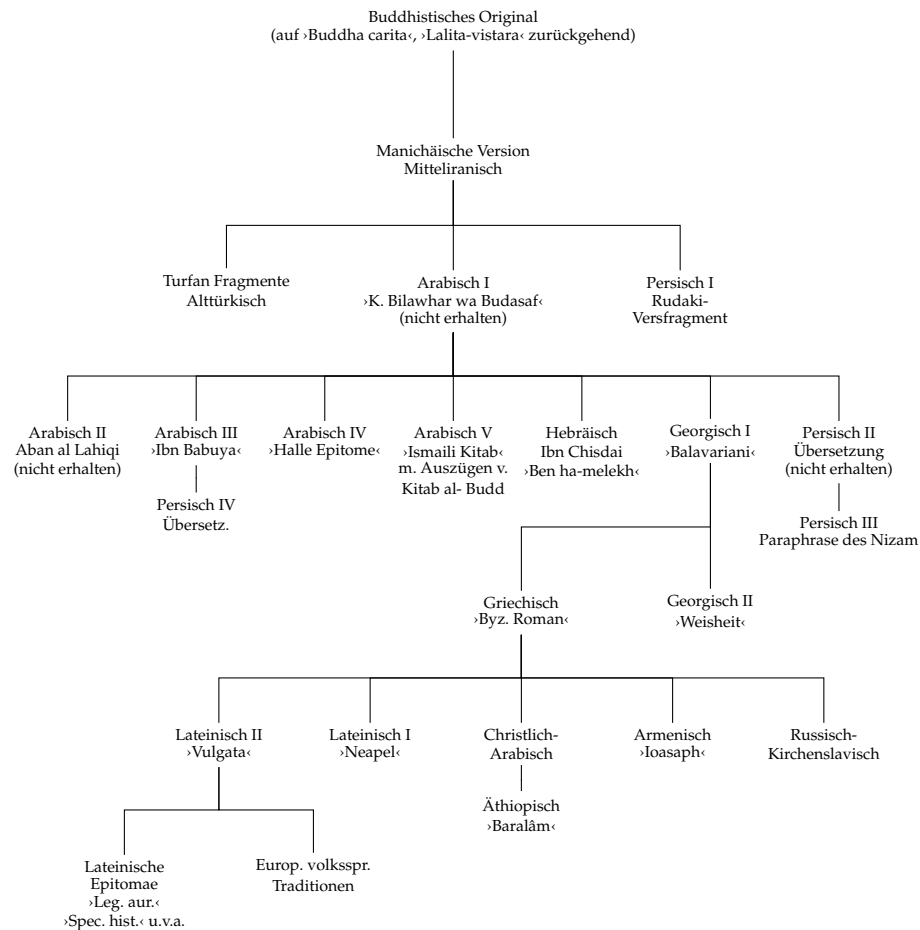 Buddhistisches Original
(auf ›Buddha carita‹, ›Lalita-vistara‹ zurückgehend)
Manichäische Version
Mitteliranisch
Turfan Fragmente
Alttürkisch
Arabisch I
›K. Bilawhar wa Budasaf‹
(nicht erhalten)
Persisch I
Rudaki-
Versfragment
Arabisch II
Aban al Lahiqi
(nicht erhalten)
Arabisch III
›Ibn Babuya‹
Arabisch IV
›Halle Epitome‹
Arabisch V
›Ismaili Kitab‹
m. Auszügen v.
Kitab al- Budd
Hebräisch
Ibn Chisdai
›Ben ha-melekh‹
Georgisch I
›Balavariani‹
Persisch II
Übersetzung
(nicht erhalten)
Persisch IV
Übersetz.
Persisch III
Paraphrase des Nizam
Griechisch
›Byz. Roman‹
Georgisch II
›Weisheit‹
Lateinisch II
›Vulgata‹
Lateinisch I
›Neapel‹
Christlich-
Arabisch
Armenisch
›Ioasaph‹
Russisch-
Kirchenslavisch
Äthiopisch
›Baralâm‹
Lateinische
Epitomae
›Leg. aur.‹
›Spec. hist.‹ u.v.a.
Europ. volksspr.
Traditionen